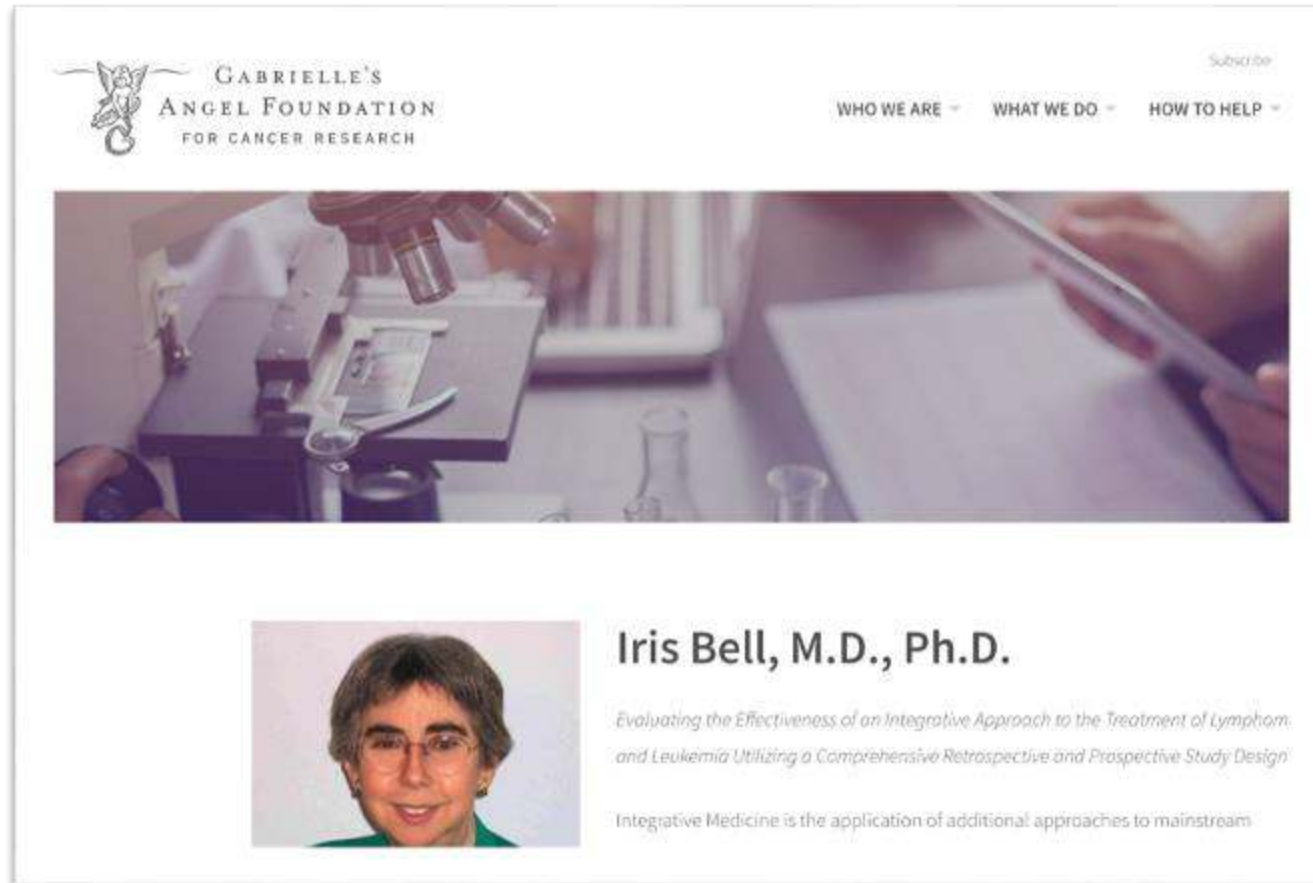 GABRIELLE'S
ANGEL FOUNDATION
FOR CANCER RESEARCH
Subscribe
WHO WE ARE WHAT WE DO HOW TO HELP
Iris Bell, M.D., Ph.D.
Evaluating the Effectiveness of an Integrative Approach to the Treatment of Lymphom
and Leukemia Utilizing a Comprehensive Retrospective and Prospective Study Design
Integrative Medicine is the application of additional approaches to mainstream